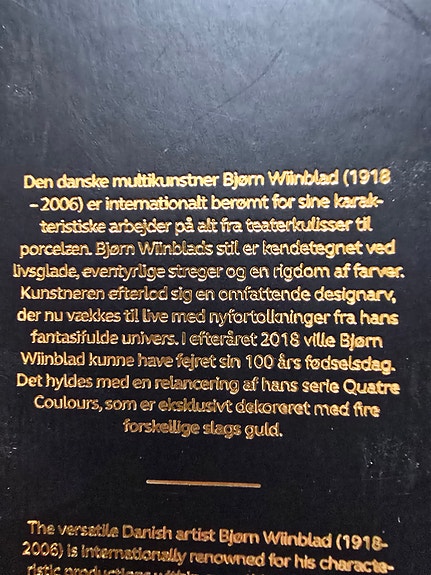 Den danske multikunstner Bjørn Wiinblad (1918
– 2006) er internationalt berømt for sine karak-
teristiske arbejder på alt fra teaterkulisser til
porcelæn. Bjørn Wiinblads stil er kendetegnet ved
livsglade, eventyrlige streger og en rigdom af farver.
Kunstneren efterlod sig en omfattende designarv,
der nu vækkes til live med nyfortolkninger fra hans
fantasifulde univers. I efteråret 2018 ville Bjørn
Wiinblad kunne have fejret sin 100 års fødselsdag.
Det hyldes med en relancering af hans serie Quatre
Coulours, som er eksklusivt dekoreret med fire
forskellige slags guld.
The versatile Danish artist Bjørn Wiinblad (1918-
2006) is internationally renowned for his characte-
ristic productions within